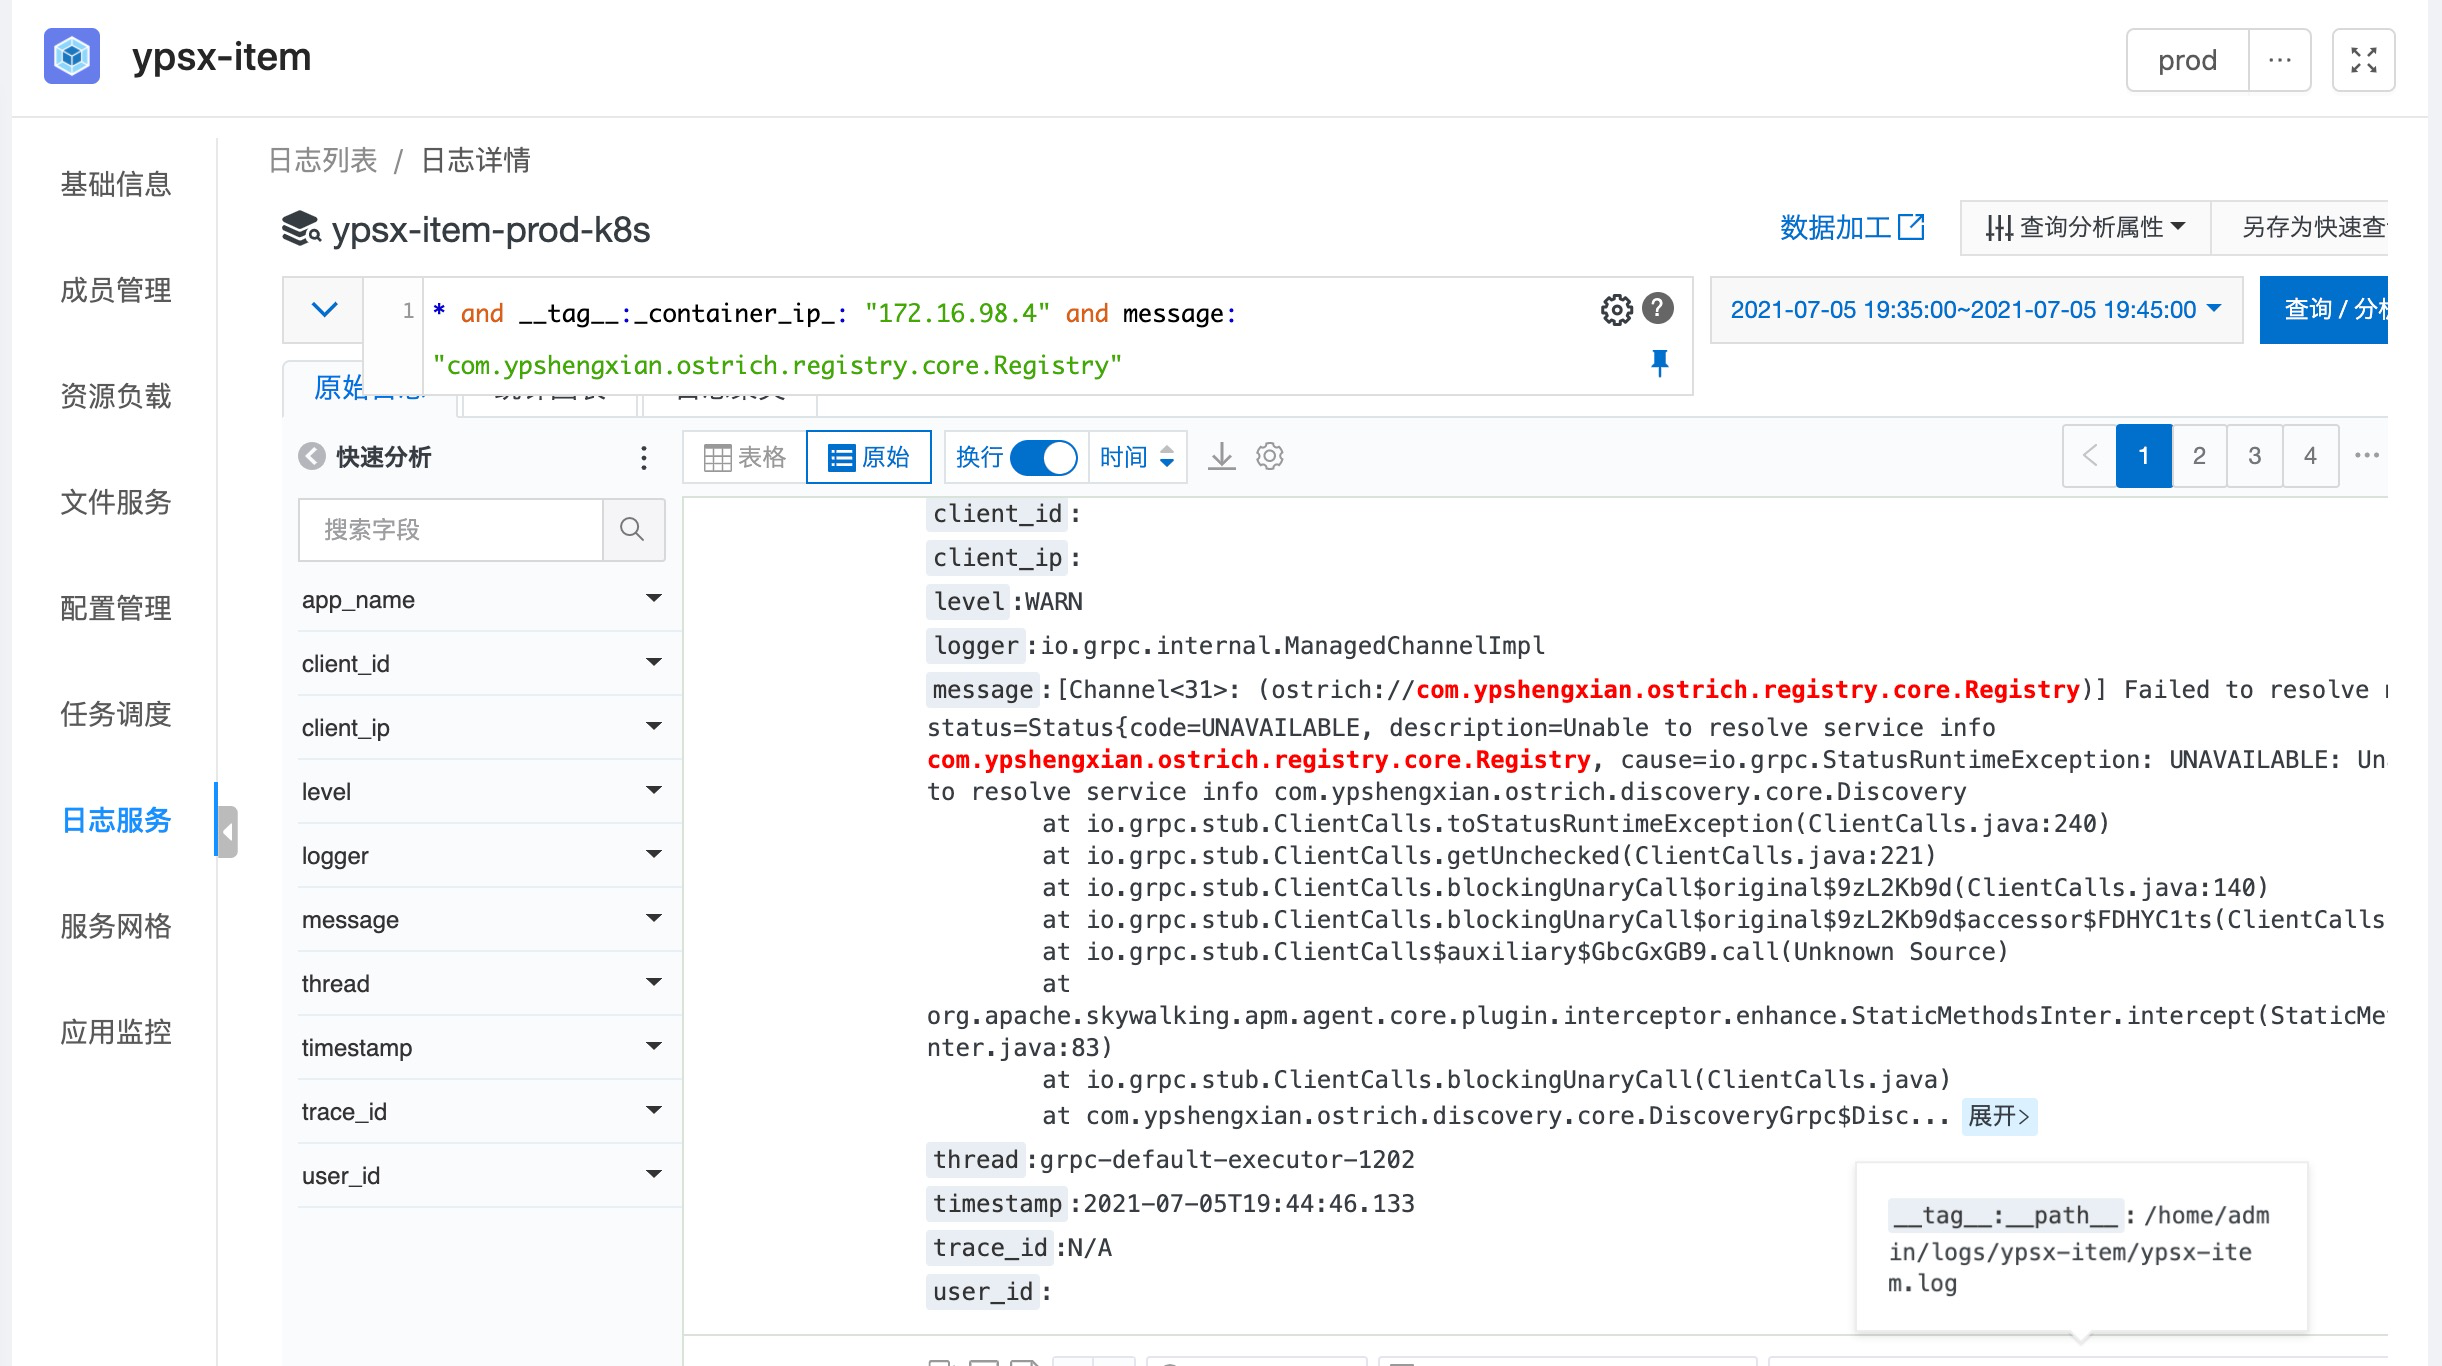 ypsx-item
prod
基础信息
成员管理
资源负载
文件服务
配置管理
任务调度
日志服务
服务网格
应用监控
日志列表 / 日志详情
ypsx-item-prod-k8s
数据加工
查询分析属性
另存为快速查
1
* and __tag__:_container_ip_: "172.16.98.4" and message:
"com.ypshengxian.ostrich.registry.core.Registry"
?
2021-07-05 19:35:00~2021-07-05 19:45:00
查询 / 分析
原始日志
快速分析
表格
原始
换行
时间
1
2
3
4
搜索字段
app_name
client_id
client_ip
level
logger
message
thread
timestamp
trace_id
user_id
client_id:
client_ip:
level:WARN
logger:io.grpc.internal.ManagedChannelImpl
message:[Channel<31>: (ostrich://com.ypshengxian.ostrich.registry.core.Registry)] Failed to resolve
status=Status{code=UNAVAILABLE, description=Unable to resolve service info
com.ypshengxian.ostrich.registry.core.Registry, cause=io.grpc.StatusRuntimeException: UNAVAILABLE: Una
to resolve service info com.ypshengxian.ostrich.discovery.core.Discovery
at io.grpc.stub.ClientCalls.toStatusRuntimeException(ClientCalls.java:240)
at io.grpc.stub.ClientCalls.getUnchecked(ClientCalls.java:221)
at io.grpc.stub.ClientCalls.blockingUnaryCall$original$9zL2Kb9d(ClientCalls.java:140)
at io.grpc.stub.ClientCalls.blockingUnaryCall$original$9zL2Kb9d$accessor$FDHYC1ts(ClientCalls
at io.grpc.stub.ClientCalls$auxiliary$GbcGxGB9.call(Unknown Source)
at
org.apache.skywalking.apm.agent.core.plugin.interceptor.enhance.StaticMethodsInter.intercept(StaticMet
nter.java:83)
at io.grpc.stub.ClientCalls.blockingUnaryCall(ClientCalls.java)
at com.ypshengxian.ostrich.discovery.core.DiscoveryGrpc$Disc... 展开>
thread:grpc-default-executor-1202
timestamp:2021-07-05T19:44:46.133
trace_id:N/A
user_id:
__tag__:__path__: /home/adm
in/logs/ypsx-item/ypsx-ite
m.log